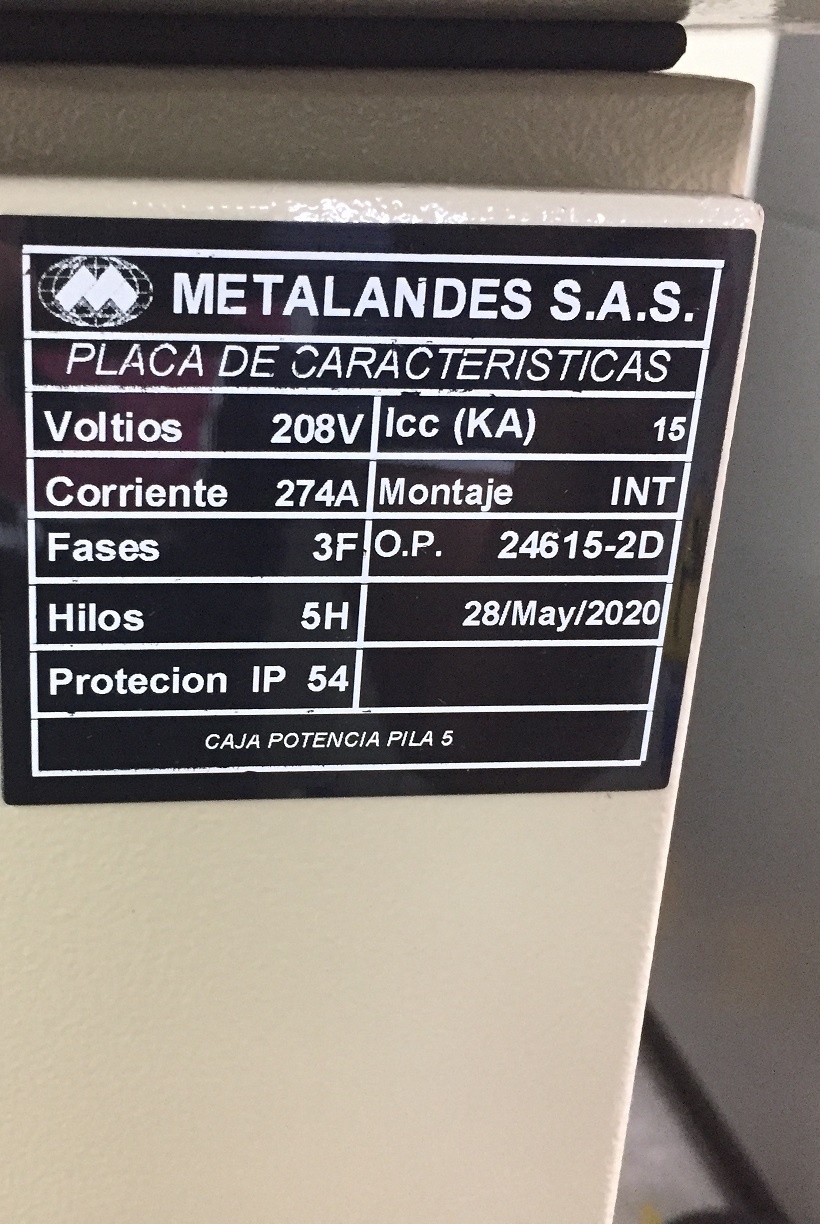 METALANDES S.A.S.
PLACA DE CARACTERISTICAS
Voltios 208V Icc (KA) 15
Corriente 274A Montaje INT
Fases 3F O.P. 24615-2D
Hilos 5H 28/May/2020
Protecion IP 54
CAJA POTENCIA PILA 5